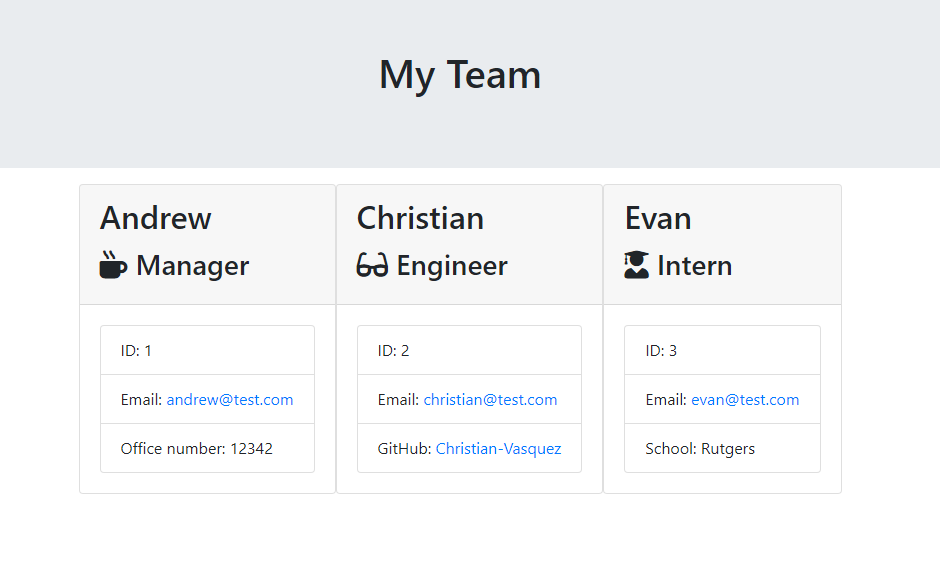 My Team
Andrew
Manager
ID: 1
Email: andrew@test.com
Office number: 12342
Christian
Engineer
ID: 2
Email: christian@test.com
GitHub: Christian-Vasquez
Evan
Intern
ID: 3
Email: evan@test.com
School: Rutgers